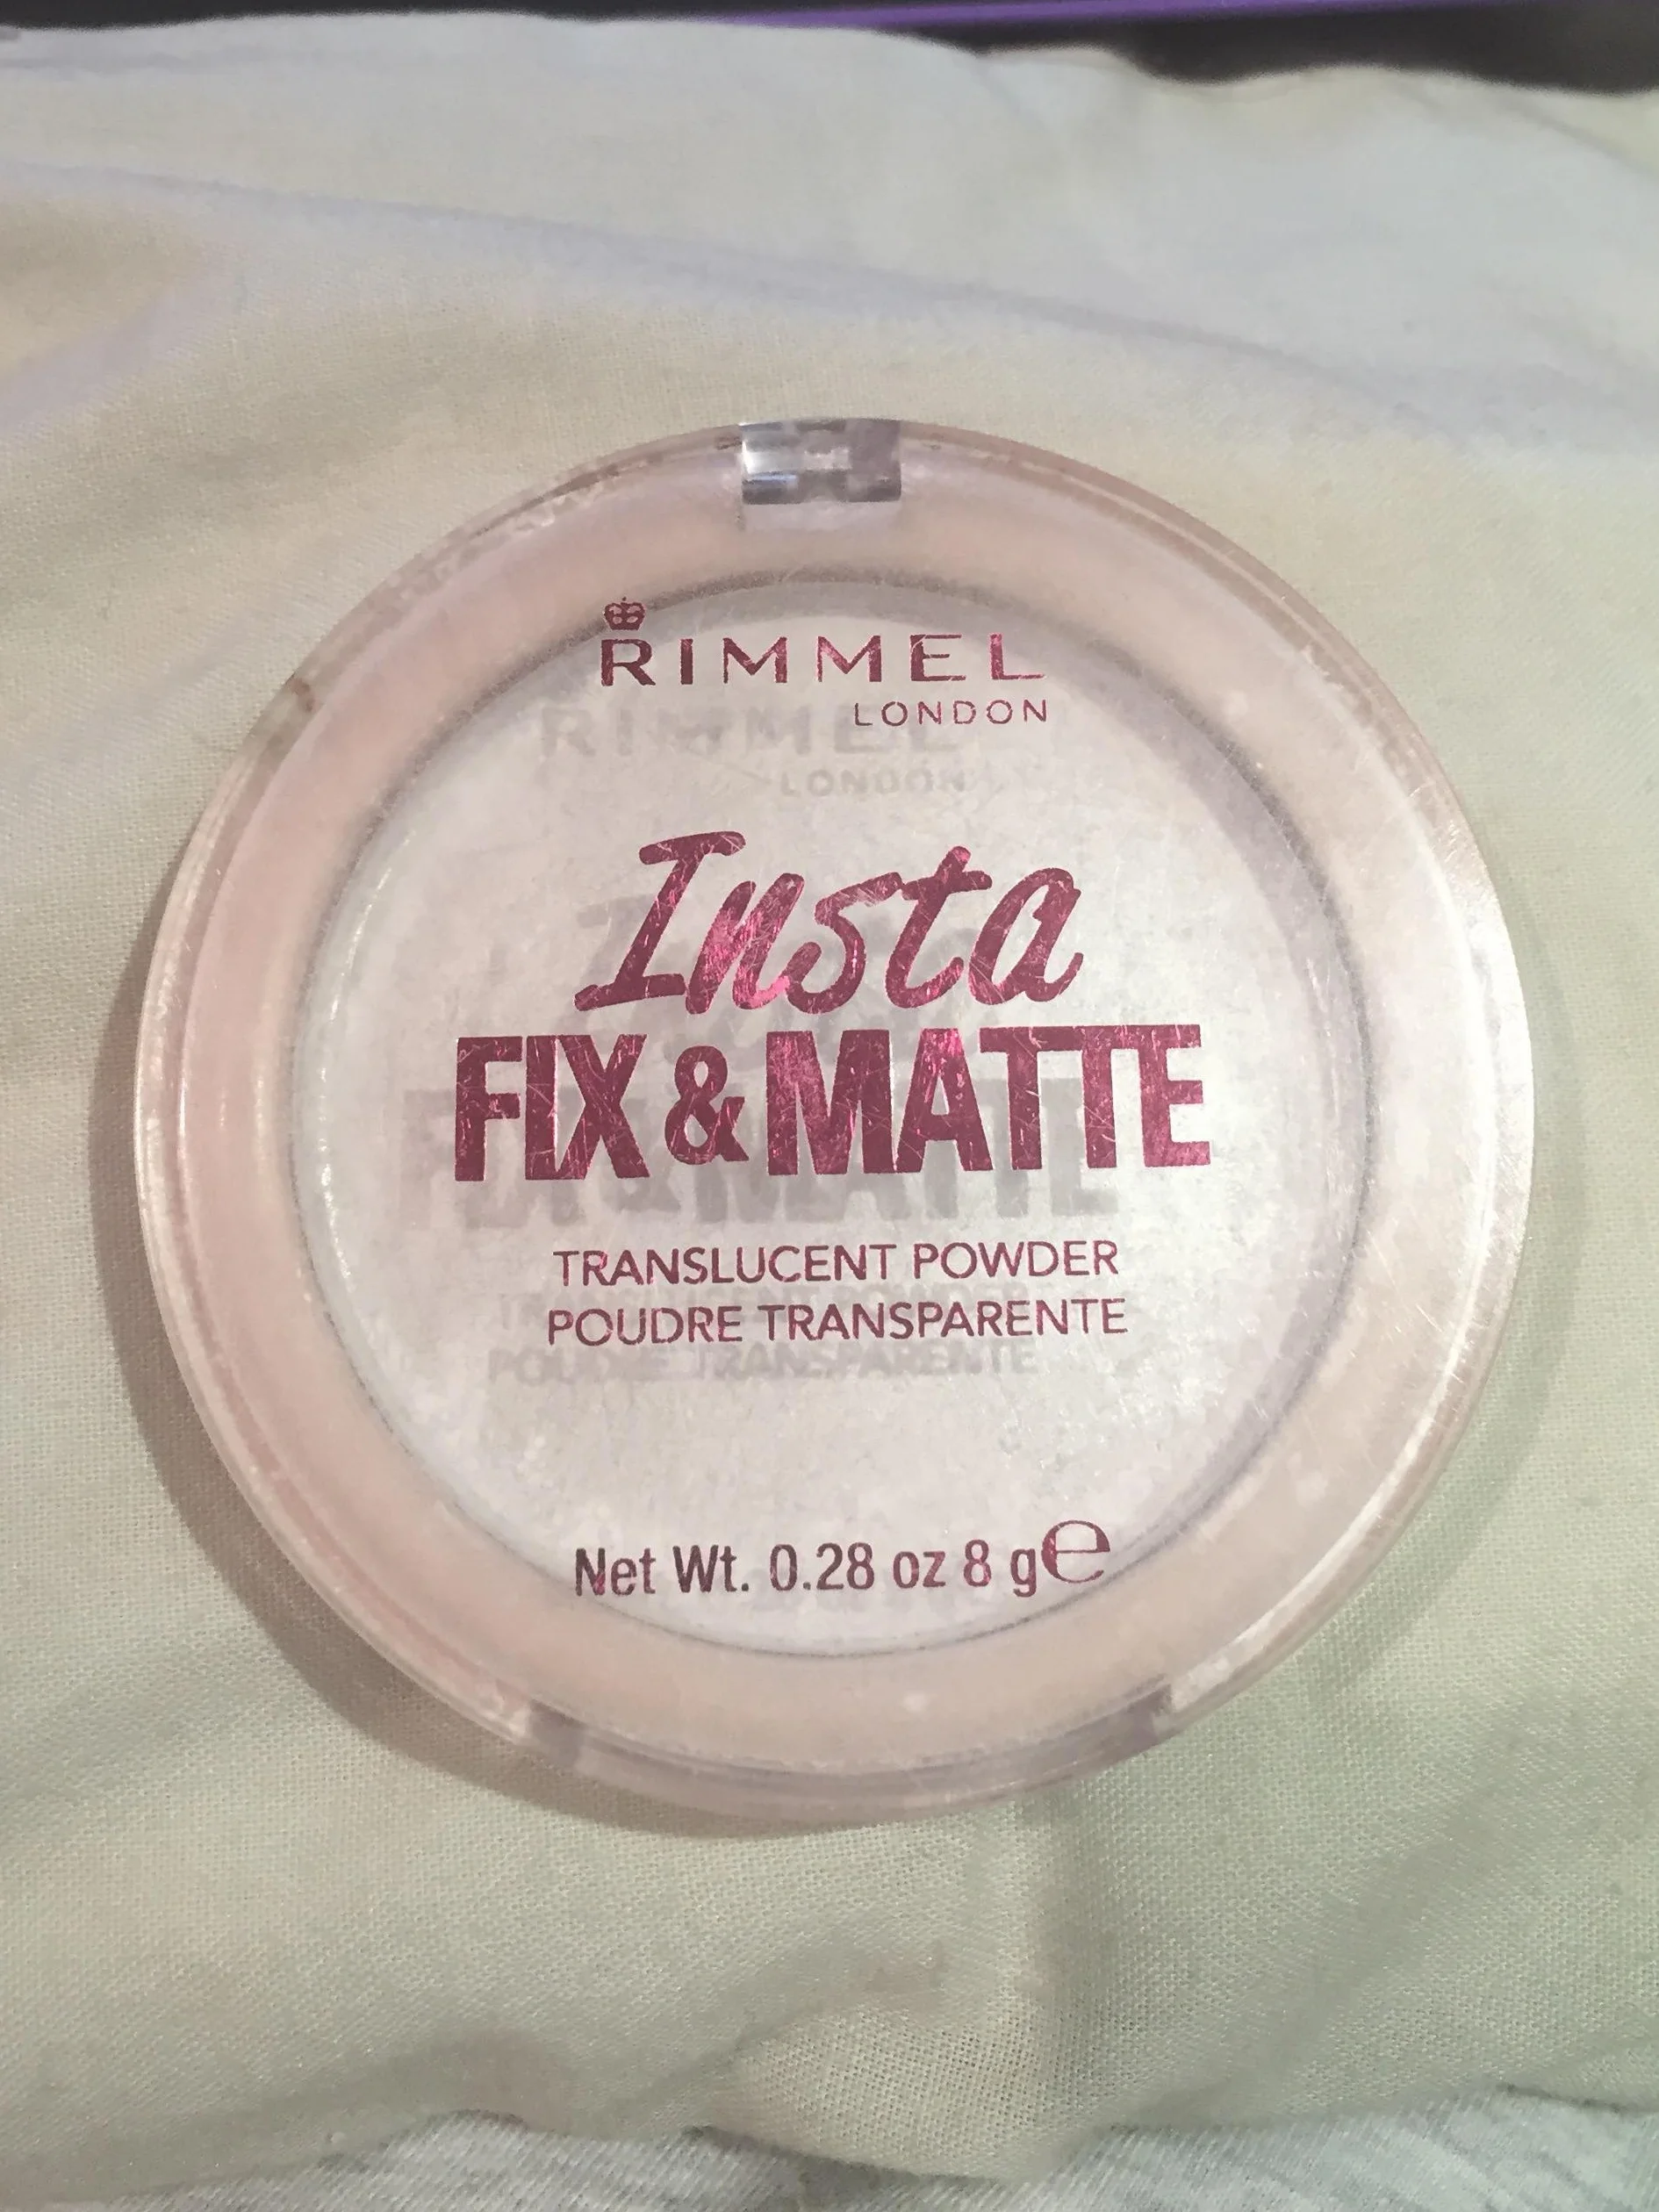 RIMMEL
LONDON
Insta
FIX & MATTE
TRANSLUCENT POWDER
POUDRE TRANSPARENTE
Net Wt. 0.28 oz 8 g℮